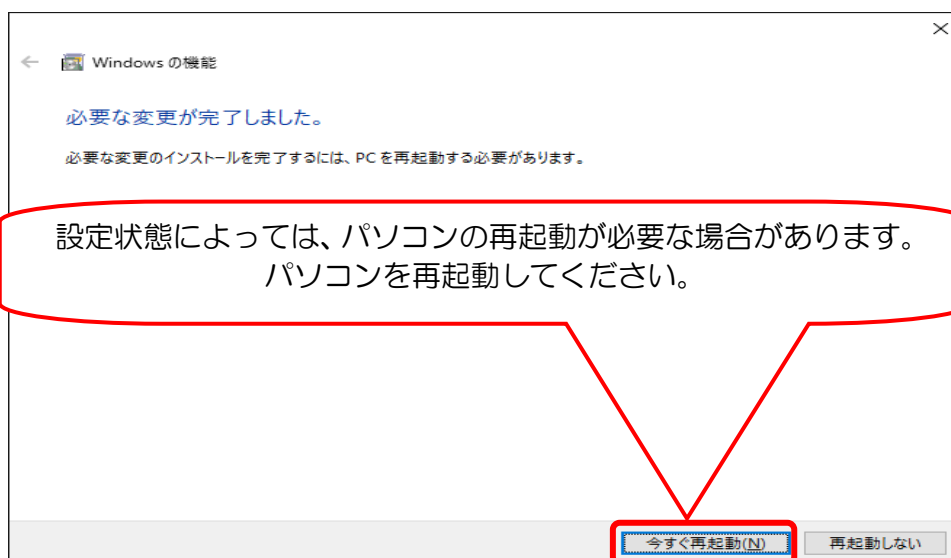 Windows の機能
必要な変更が完了しました。
必要な変更のインストールを完了するには、PC を再起動する必要があります。
設定状態によっては、パソコンの再起動が必要な場合があります。
パソコンを再起動してください。
今すぐ再起動(N)
再起動しない